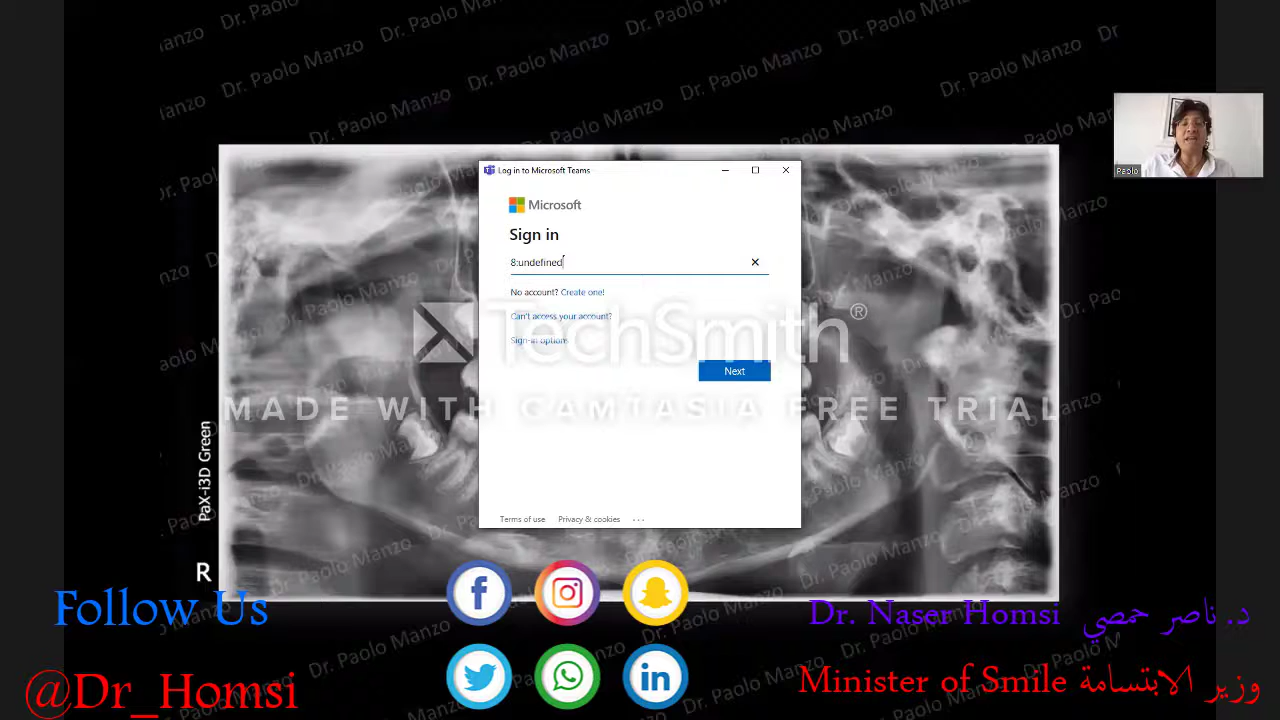 Dr. Paolo Manzo
Paolo
Log in to Microsoft Teams
Microsoft
Sign in
8:undefined
No account? Create one!
Can't access your account?
Sign-in options
Next
Terms of use Privacy & cookies ...
TechSmith®
MADE WITH CAMTASIA FREE TRIAL
PaX-i3D Green
R
Follow Us
@Dr_Homsi
Dr. Naser Homsi د. ناصر حمصي
Minister of Smile وزير الابتسامة